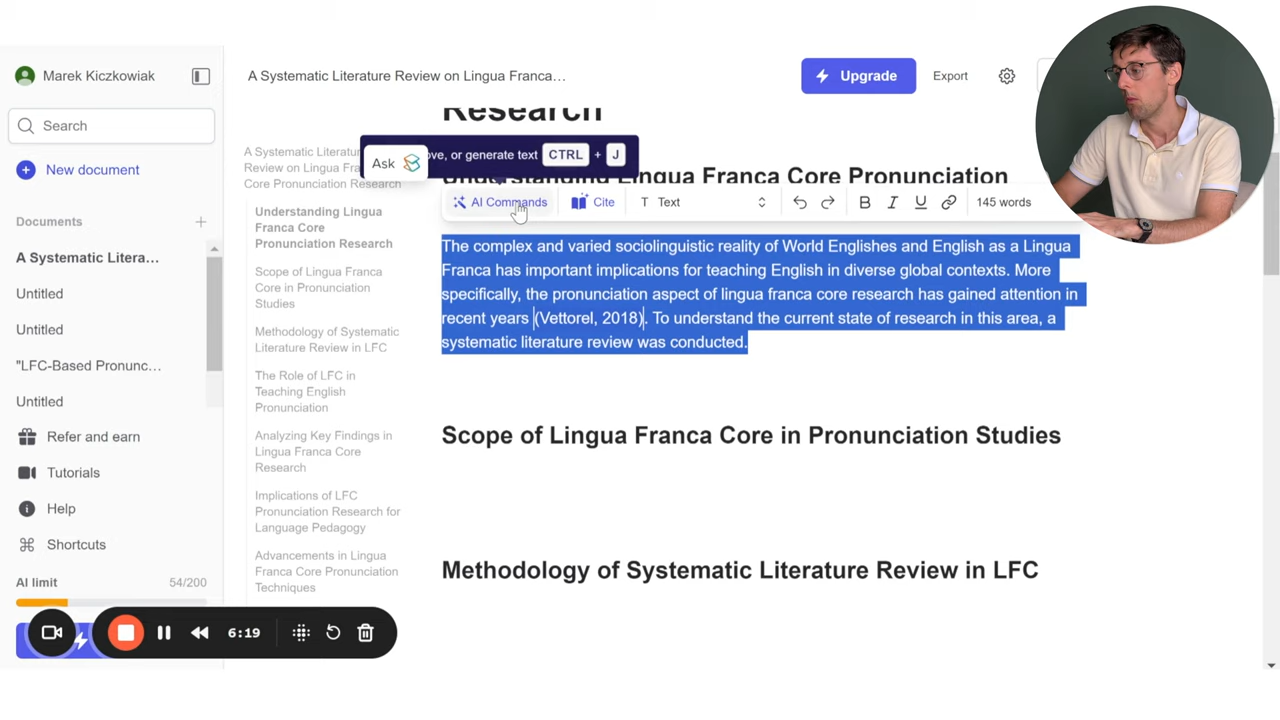 Marek Kiczkowiak
Search
New document
Documents
A Systematic Litera...
Untitled
Untitled
"LFC-Based Pronunc...
Untitled
Refer and earn
Tutorials
Help
Shortcuts
AI limit
54/200
6:19
A Systematic Literature Review on Lingua Franca...
Upgrade
Export
A Systematic Literatur
Review on Lingua Fra
Core Pronunciation Research
Understanding Lingua
Franca Core
Pronunciation Research
Scope of Lingua Franca
Core in Pronunciation
Studies
Methodology of Systematic
Literature Review in LFC
The Role of LFC in
Teaching English
Pronunciation
Analyzing Key Findings in
Lingua Franca Core
Research
Implications of LFC
Pronunciation Research for
Language Pedagogy
Advancements in Lingua
Franca Core Pronunciation
Techniques
Research
Ask
or generate text CTRL + J
Understanding Lingua Franca Core Pronunciation
AI Commands
Cite
T Text
B I U
145 words
The complex and varied sociolinguistic reality of World Englishes and English as a Lingua
Franca has important implications for teaching English in diverse global contexts. More
specifically, the pronunciation aspect of lingua franca core research has gained attention in
recent years (Vettorel, 2018). To understand the current state of research in this area, a
systematic literature review was conducted.
Scope of Lingua Franca Core in Pronunciation Studies
Methodology of Systematic Literature Review in LFC